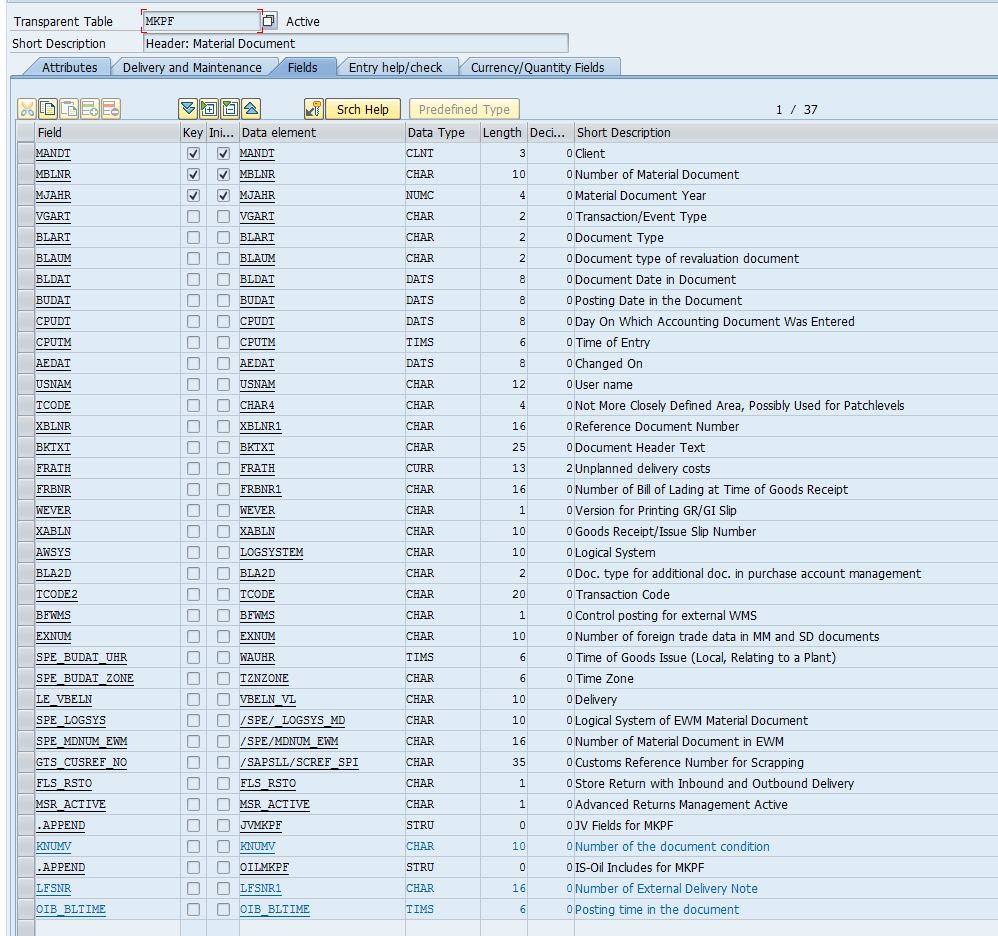 Transparent Table MKPF Active
Short Description Header: Material Document
Attributes Delivery and Maintenance Fields Entry help/check Currency/Quantity Fields
Srch Help Predefined Type 1 / 37
Field Key Ini... Data element Data Type Length Deci... Short Description
MANDT MANDT CLNT 3 0 Client
MBLNR MBLNR CHAR 10 0 Number of Material Document
MJAHR MJAHR NUMC 4 0 Material Document Year
VGART VGART CHAR 2 0 Transaction/Event Type
BLART BLART CHAR 2 0 Document Type
BLAUM BLAUM CHAR 2 0 Document type of revaluation document
BLDAT BLDAT DATS 8 0 Document Date in Document
BUDAT BUDAT DATS 8 0 Posting Date in the Document
CPUDT CPUDT DATS 8 0 Day On Which Accounting Document Was Entered
CPUTM CPUTM TIMS 6 0 Time of Entry
AEDAT AEDAT DATS 8 0 Changed On
USNAM USNAM CHAR 12 0 User name
TCODE CHAR4 CHAR 4 0 Not More Closely Defined Area, Possibly Used for Patchlevels
XBLNR XBLNR1 CHAR 16 0 Reference Document Number
BKTXT BKTXT CHAR 25 0 Document Header Text
FRATH FRATH CURR 13 2 Unplanned delivery costs
FRBNR FRBNR1 CHAR 16 0 Number of Bill of Lading at Time of Goods Receipt
WEVER WEVER CHAR 1 0 Version for Printing GR/GI Slip
XABLN XABLN CHAR 10 0 Goods Receipt/Issue Slip Number
AWSYS LOGSYSTEM CHAR 10 0 Logical System
BLA2D BLA2D CHAR 2 0 Doc. type for additional doc. in purchase account management
TCODE2 TCODE CHAR 20 0 Transaction Code
BFWMS BFWMS CHAR 1 0 Control posting for external WMS
EXNUM EXNUM CHAR 10 0 Number of foreign trade data in MM and SD documents
SPE_BUDAT_UHR WAUHR TIMS 6 0 Time of Goods Issue (Local, Relating to a Plant)
SPE_BUDAT_ZONE TZNZONE CHAR 6 0 Time Zone
LE_VBELN VBELN_VL CHAR 10 0 Delivery
SPE_LOGSYS /SPE/_LOGSYS_MD CHAR 10 0 Logical System of EWM Material Document
SPE_MDNUM_EWM /SPE/MDNUM_EWM CHAR 16 0 Number of Material Document in EWM
GTS_CUSREF_NO /SAPSLL/SCREF_SPI CHAR 35 0 Customs Reference Number for Scrapping
FLS_RSTO FLS_RSTO CHAR 1 0 Store Return with Inbound and Outbound Delivery
MSR_ACTIVE MSR_ACTIVE CHAR 1 0 Advanced Returns Management Active
.APPEND JVMKPF STRU 0 0 JV Fields for MKPF
KNUMV KNUMV CHAR 10 0 Number of the document condition
.APPEND OILMKPF STRU 0 0 IS-Oil Includes for MKPF
LFSNR LFSNR1 CHAR 16 0 Number of External Delivery Note
OIB_BLTIME OIB_BLTIME TIMS 6 0 Posting time in the document